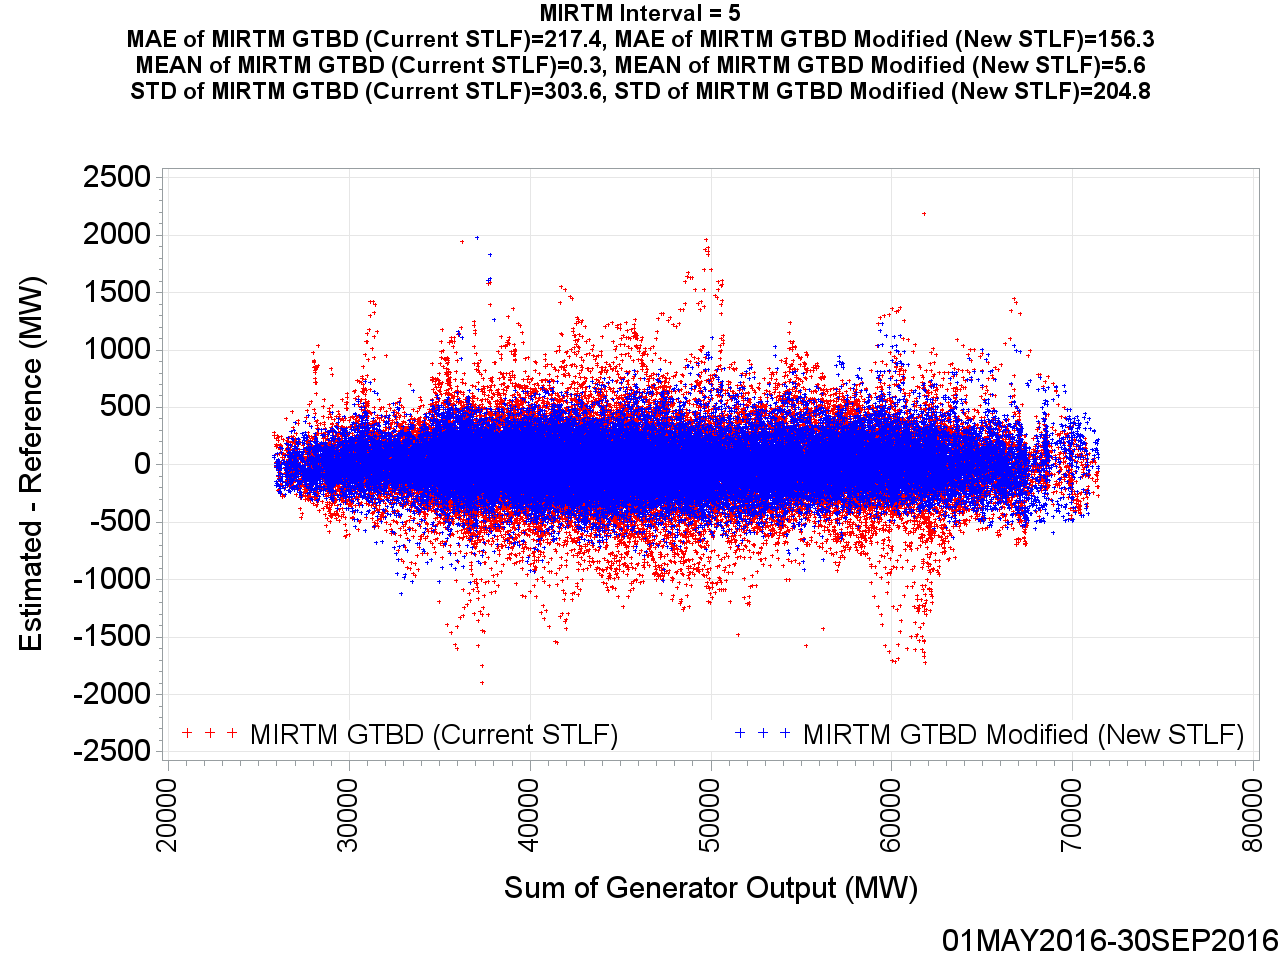 MIRTM Interval = 5
MAE of MIRTM GTBD (Current STLF)=217.4, MAE of MIRTM GTBD Modified (New STLF)=156.3
MEAN of MIRTM GTBD (Current STLF)=0.3, MEAN of MIRTM GTBD Modified (New STLF)=5.6
STD of MIRTM GTBD (Current STLF)=303.6, STD of MIRTM GTBD Modified (New STLF)=204.8
Estimated - Reference (MW)
2500
2000
1500
1000
500
0
-500
-1000
-1500
-2000
-2500
MIRTM GTBD (Current STLF)
MIRTM GTBD Modified (New STLF)
20000
30000
40000
50000
60000
70000
80000
Sum of Generator Output (MW)
01MAY2016-30SEP2016